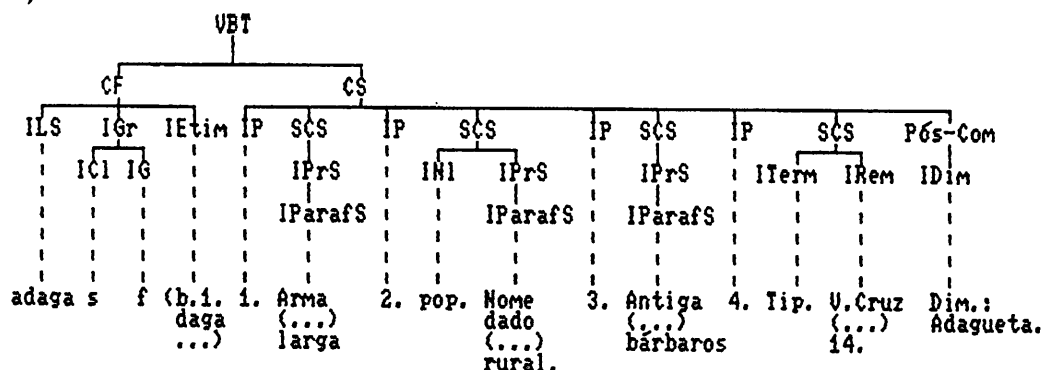 VBT
CF CS
ILS IGr IEtim IP SCS IP SCS IP SCS IP SCS Pós-Com
ICl IG IPrS INl IPrS IPrS ITerm IRem IDim
IParafS IParafS IParafS
adaga s f (b.1. 1. Arma 2. pop. Nome 3. Antiga 4. Tip. V.Cruz Dim.:
daga (...) dado (...) (...) Adagueta.
...) larga (...) bárbaros 14.
rural.